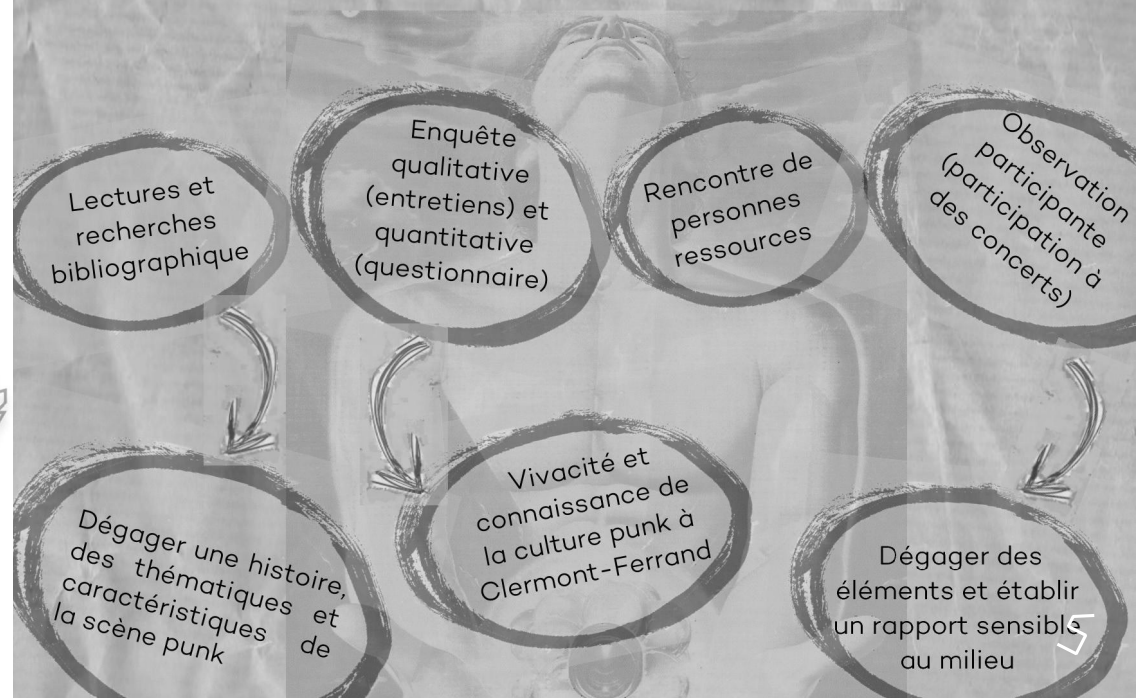 Lectures et
recherches
bibliographique
Enquête
qualitative
(entretiens) et
quantitative
(questionnaire)
Rencontre de
personnes
ressources
Observation
participante
(participation à
des concerts)
Dégager une histoire,
des thématiques et
caractéristiques de
la scène punk
Vivacité et
connaissance de
la culture punk à
Clermont-Ferrand
Dégager des
éléments et établir
un rapport sensible
au milieu
5